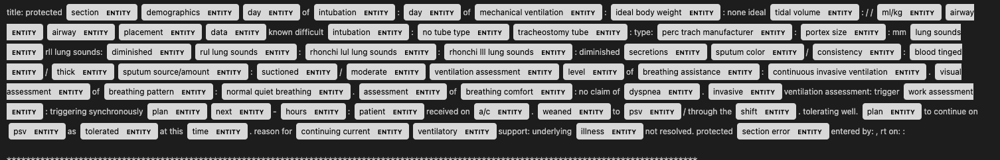 title: protected section ENTITY demographics ENTITY day ENTITY of intubation ENTITY : day ENTITY of mechanical ventilation ENTITY : ideal body weight ENTITY : none ideal tidal volume ENTITY : / / ml/kg ENTITY airway
ENTITY airway ENTITY placement ENTITY data ENTITY known difficult intubation ENTITY : no tube type ENTITY tracheostomy tube ENTITY : type: perc trach manufacturer ENTITY : portex size ENTITY : mm lung sounds
ENTITY rll lung sounds: diminished ENTITY rul lung sounds ENTITY : rhonchi lul lung sounds ENTITY : rhonchi lll lung sounds ENTITY : diminished secretions ENTITY sputum color ENTITY / consistency ENTITY : blood tinged
ENTITY / thick ENTITY sputum source/amount ENTITY : suctioned ENTITY / moderate ENTITY ventilation assessment ENTITY level ENTITY of breathing assistance ENTITY : continuous invasive ventilation ENTITY . visual
assessment ENTITY of breathing pattern ENTITY : normal quiet breathing ENTITY . assessment ENTITY of breathing comfort ENTITY : no claim of dyspnea ENTITY . invasive ENTITY ventilation assessment: trigger work assessment
ENTITY : triggering synchronously plan ENTITY next ENTITY - hours ENTITY : patient ENTITY received on a/c ENTITY . weaned ENTITY to psv ENTITY / through the shift ENTITY . tolerating well. plan ENTITY to continue on
psv ENTITY as tolerated ENTITY at this time ENTITY . reason for continuing current ENTITY ventilatory ENTITY support: underlying illness ENTITY not resolved. protected section error ENTITY entered by: , rt on: :